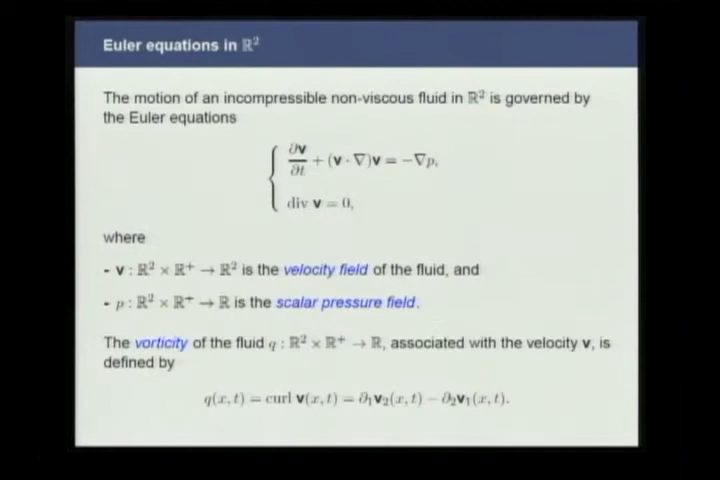 Euler equations in ℝ²
The motion of an incompressible non-viscous fluid in ℝ² is governed by
the Euler equations
∂v/∂t + (v · ∇)v = −∇p,
div v = 0,
where
- v : ℝ² × ℝ⁺ → ℝ² is the velocity field of the fluid, and
- p : ℝ² × ℝ⁺ → ℝ is the scalar pressure field.
The vorticity of the fluid q : ℝ² × ℝ⁺ → ℝ, associated with the velocity v, is
defined by
q(x, t) = curl v(x, t) = ∂₁v₂(x, t) − ∂₂v₁(x, t).